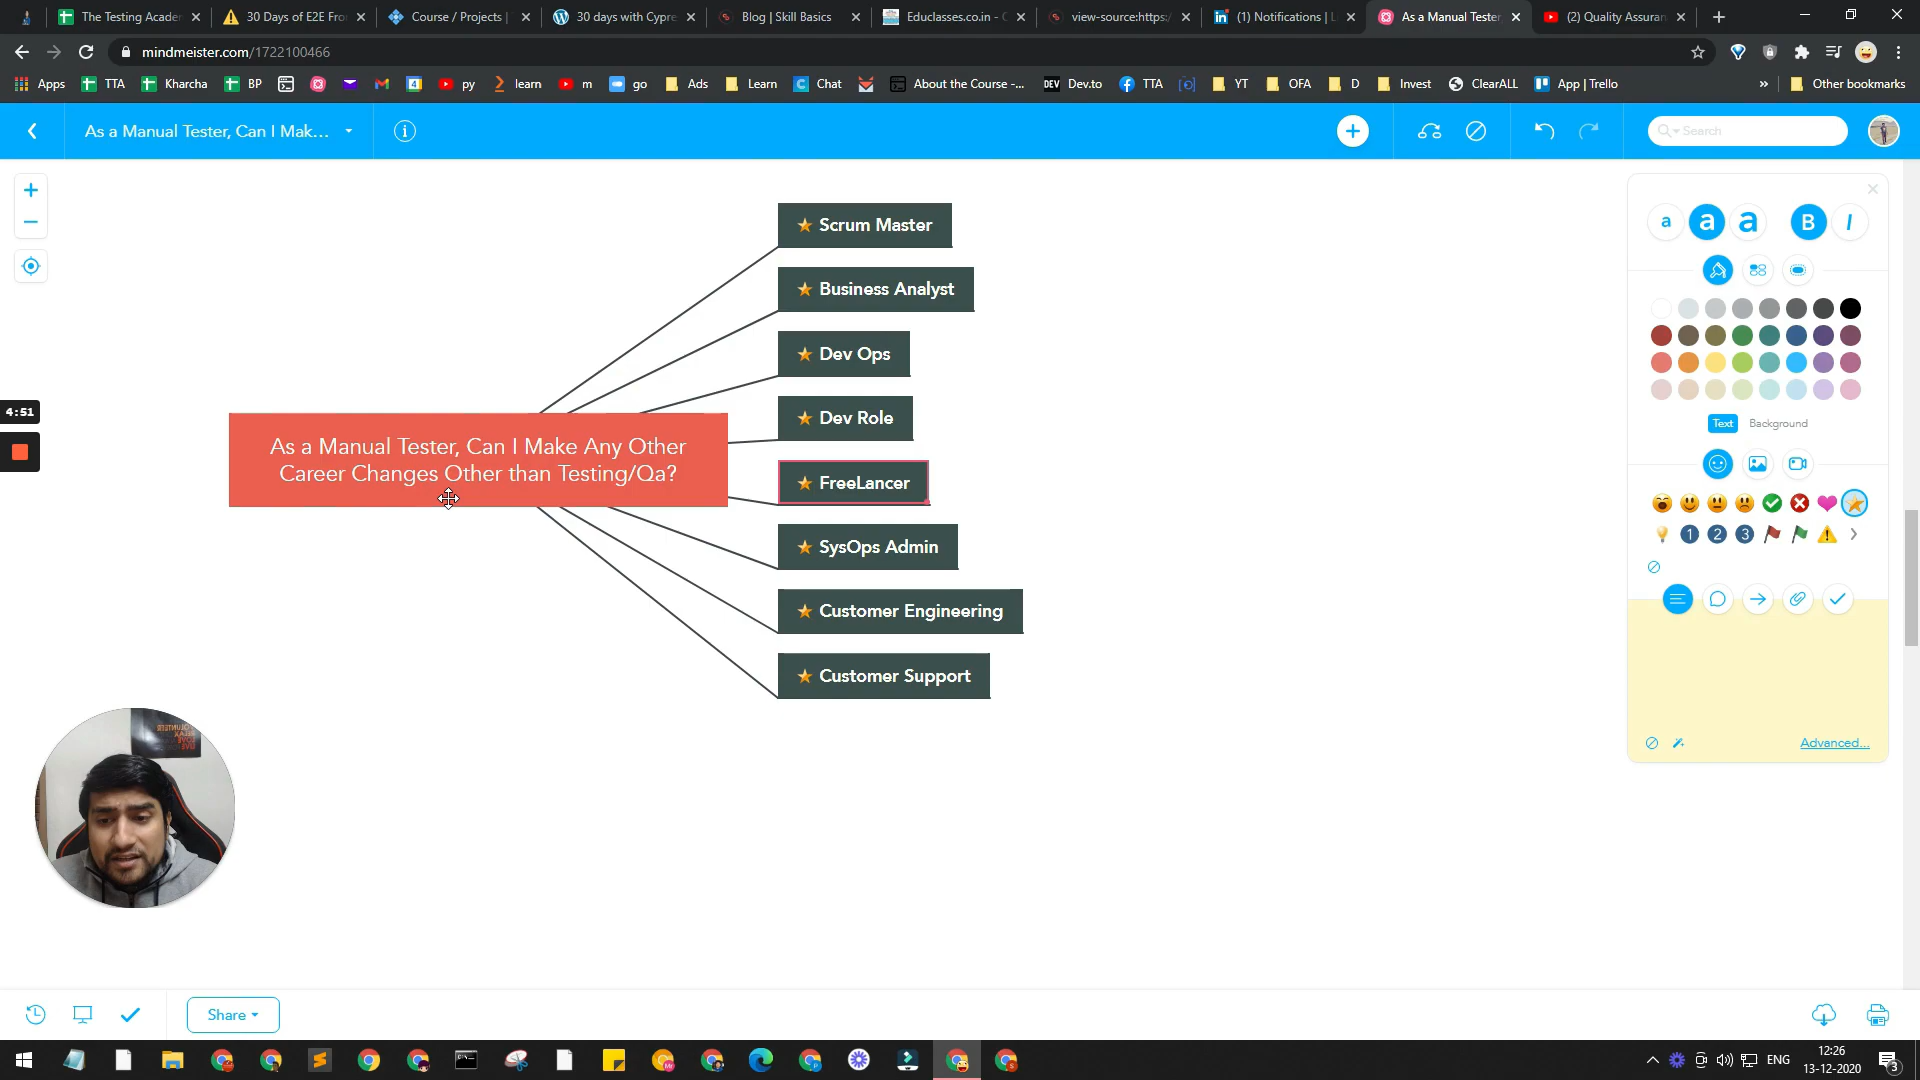 The Testing Acader
30 Days of E2E Fro
Course / Projects |
30 days with Cypre
Blog | Skill Basics
Educlasses.co.in - C
view-source:https:/
(1) Notifications | L
As a Manual Tester,
(2) Quality Assuran
mindmeister.com/1722100466
Apps
TTA
Kharcha
BP
4
py
learn
m
go
Ads
Learn
Chat
About the Course -...
DEV Dev.to
TTA
YT
OFA
D
Invest
ClearALL
App | Trello
»
Other bookmarks
As a Manual Tester, Can I Mak...
Search
Scrum Master
Business Analyst
Dev Ops
Dev Role
As a Manual Tester, Can I Make Any Other
Career Changes Other than Testing/Qa?
FreeLancer
SysOps Admin
Customer Engineering
Customer Support
4:51
a a a B I
Text Background
1 2 3
Advanced...
Share
ENG
12:26
13-12-2020
3